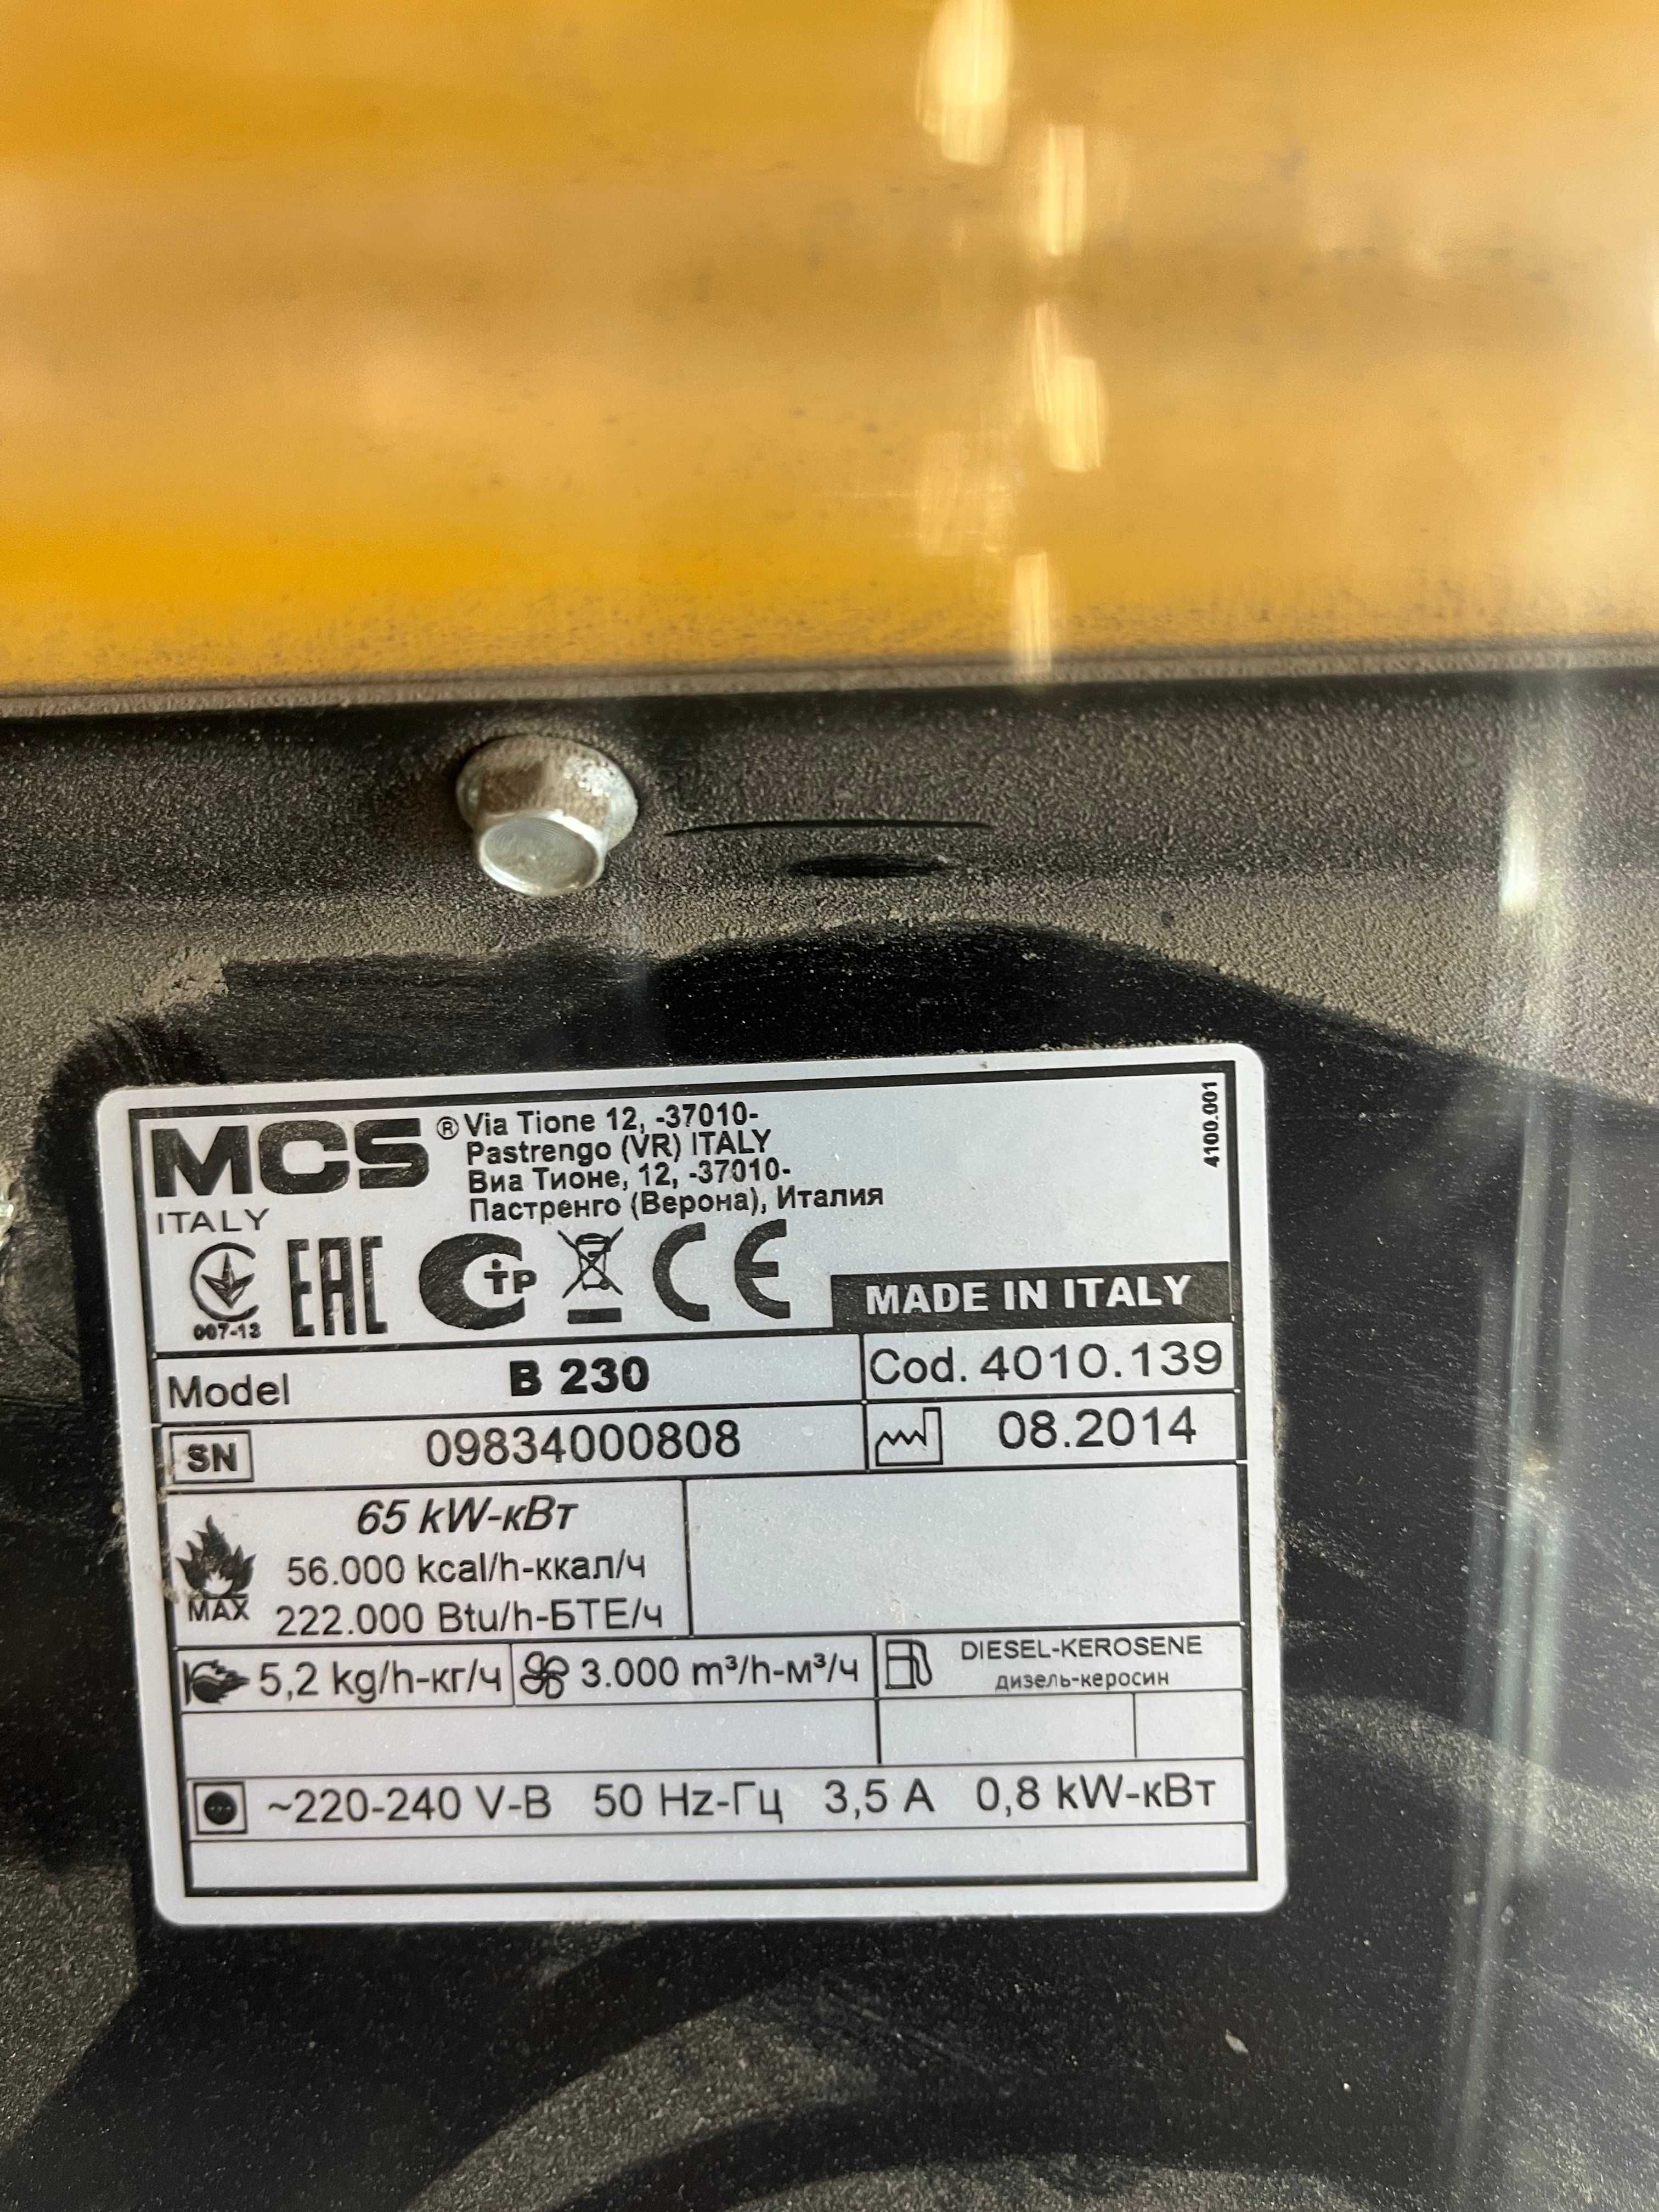 MCS ® Via Tione 12, -37010-
Pastrengo (VR) ITALY
Виа Тионе, 12, -37010-
Пастренго (Верона), Италия
ITALY
4100.001
007-13 EAC CE
MADE IN ITALY
Model B 230 Cod. 4010.139
SN 09834000808 08.2014
65 kW-кВт
56.000 kcal/h-ккал/ч
MAX 222.000 Btu/h-БТЕ/ч
5,2 kg/h-кг/ч 3.000 m³/h-м³/ч DIESEL-KEROSENE
дизель-керосин
~220-240 V-В 50 Hz-Гц 3,5 A 0,8 kW-кВт